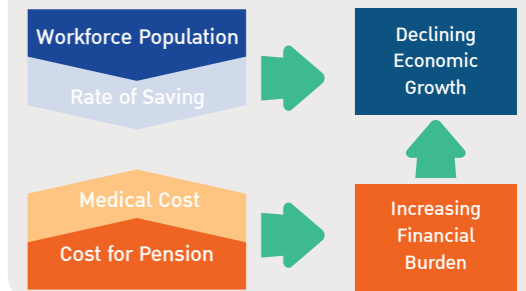 Workforce Population
Rate of Saving
Declining
Economic
Growth
Medical Cost
Cost for Pension
Increasing
Financial
Burden